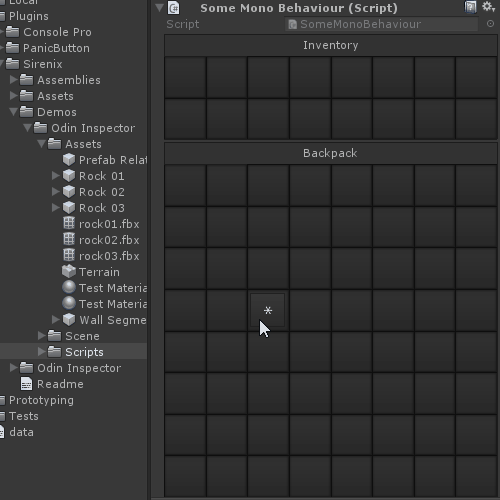 Local
Plugins
Console Pro
PanicButton
Sirenix
Assemblies
Assets
Demos
Odin Inspector
Assets
Prefab Relat
Rock 01
Rock 02
Rock 03
rock01.fbx
rock02.fbx
rock03.fbx
Terrain
Test Materia
Test Materia
Wall Segme
Scene
Scripts
Odin Inspector
Readme
Prototyping
Tests
data
Some Mono Behaviour (Script)
Script SomeMonoBehaviour
Inventory
Backpack
*